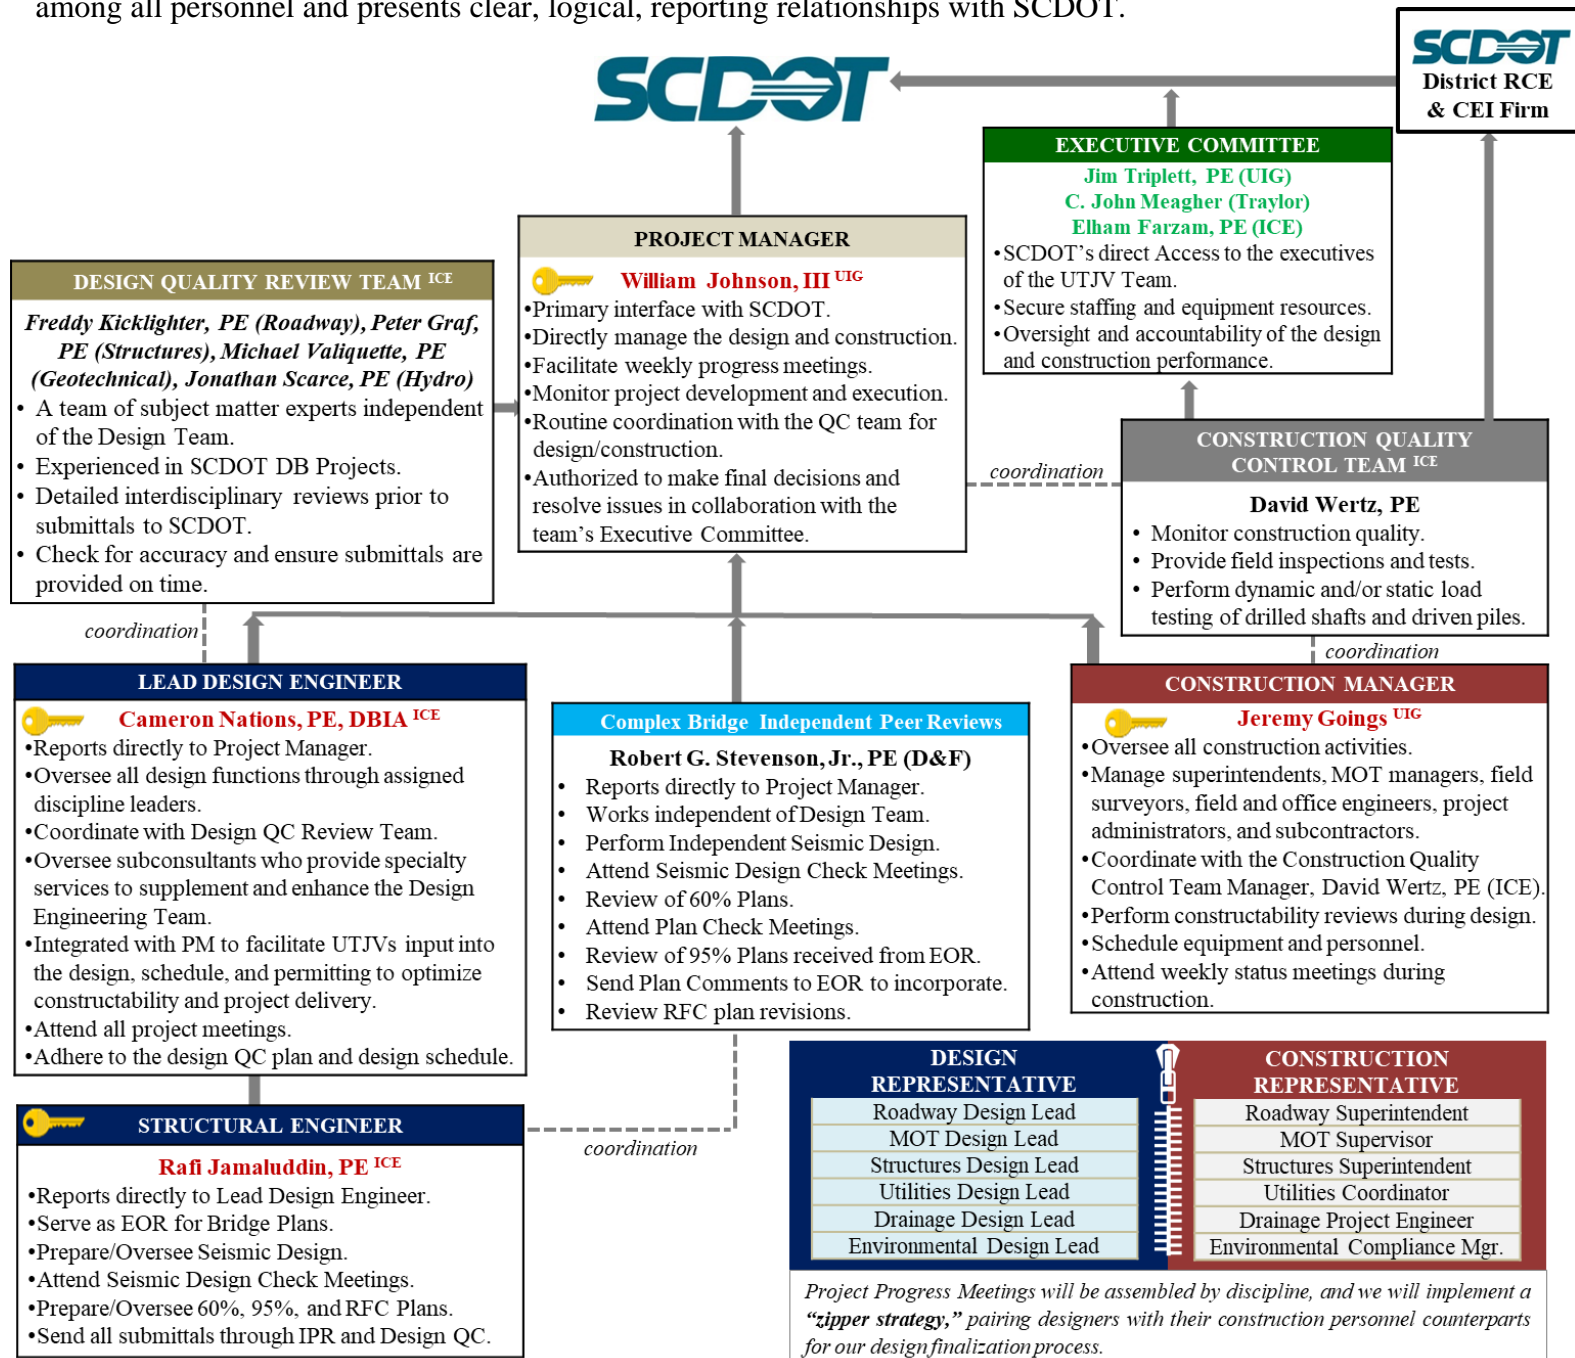 among all personnel and presents clear, logical, reporting relationships with SCDOT.
SCDOT
SCDOT
District RCE
& CEI Firm
EXECUTIVE COMMITTEE
Jim Triplett, PE (UIG)
C. John Meagher (Traylor)
Elham Farzam, PE (ICE)
•SCDOT's direct Access to the executives
of the UTJV Team.
•Secure staffing and equipment resources.
•Oversight and accountability of the design
and construction performance.
PROJECT MANAGER
William Johnson, III UIG
•Primary interface with SCDOT.
•Directly manage the design and construction.
•Facilitate weekly progress meetings.
•Monitor project development and execution.
•Routine coordination with the QC team for
design/construction.
•Authorized to make final decisions and
resolve issues in collaboration with the
team's Executive Committee.
DESIGN QUALITY REVIEW TEAM ICE
Freddy Kicklighter, PE (Roadway), Peter Graf,
PE (Structures), Michael Valiquette, PE
(Geotechnical), Jonathan Scarce, PE (Hydro)
• A team of subject matter experts independent
of the Design Team.
• Experienced in SCDOT DB Projects.
• Detailed interdisciplinary reviews prior to
submittals to SCDOT.
• Check for accuracy and ensure submittals are
provided on time.
coordination
CONSTRUCTION QUALITY
CONTROL TEAM ICE
David Wertz, PE
• Monitor construction quality.
• Provide field inspections and tests.
• Perform dynamic and/or static load
testing of drilled shafts and driven piles.
coordination
coordination
LEAD DESIGN ENGINEER
Cameron Nations, PE, DBIA ICE
•Reports directly to Project Manager.
•Oversee all design functions through assigned
discipline leaders.
•Coordinate with Design QC Review Team.
•Oversee subconsultants who provide specialty
services to supplement and enhance the Design
Engineering Team.
•Integrated with PM to facilitate UTJVs input into
the design, schedule, and permitting to optimize
constructability and project delivery.
•Attend all project meetings.
•Adhere to the design QC plan and design schedule.
Complex Bridge Independent Peer Reviews
Robert G. Stevenson, Jr., PE (D&F)
• Reports directly to Project Manager.
• Works independent of Design Team.
• Perform Independent Seismic Design.
• Attend Seismic Design Check Meetings.
• Review of 60% Plans.
• Attend Plan Check Meetings.
• Review of 95% Plans received from EOR.
• Send Plan Comments to EOR to incorporate.
• Review RFC plan revisions.
CONSTRUCTION MANAGER
Jeremy Goings UIG
•Oversee all construction activities.
•Manage superintendents, MOT managers, field
surveyors, field and office engineers, project
administrators, and subcontractors.
•Coordinate with the Construction Quality
Control Team Manager, David Wertz, PE (ICE).
•Perform constructability reviews during design.
•Schedule equipment and personnel.
•Attend weekly status meetings during
construction.
STRUCTURAL ENGINEER
Rafi Jamaluddin, PE ICE
•Reports directly to Lead Design Engineer.
•Serve as EOR for Bridge Plans.
•Prepare/Oversee Seismic Design.
•Attend Seismic Design Check Meetings.
•Prepare/Oversee 60%, 95%, and RFC Plans.
•Send all submittals through IPR and Design QC.
coordination
DESIGN
REPRESENTATIVE
Roadway Design Lead
MOT Design Lead
Structures Design Lead
Utilities Design Lead
Drainage Design Lead
Environmental Design Lead
CONSTRUCTION
REPRESENTATIVE
Roadway Superintendent
MOT Supervisor
Structures Superintendent
Utilities Coordinator
Drainage Project Engineer
Environmental Compliance Mgr.
Project Progress Meetings will be assembled by discipline, and we will implement a
"zipper strategy," pairing designers with their construction personnel counterparts
for our design finalization process.